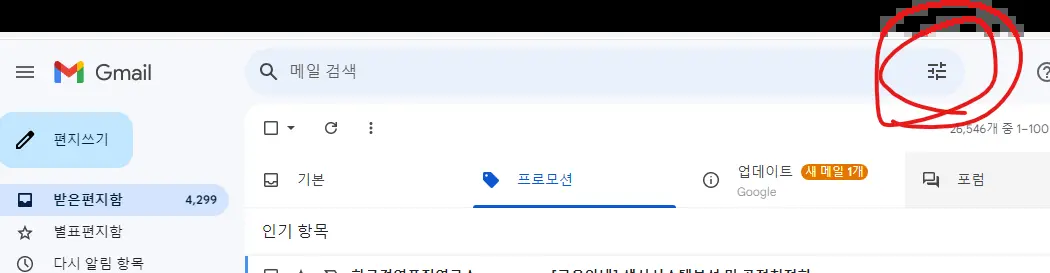 Gmail
메일 검색
편지쓰기
26,546개 중 1-100
기본
프로모션
업데이트 새 메일 1개
Google
포럼
받은편지함 4,299
별표편지함
인기 항목
다시 알림 항목